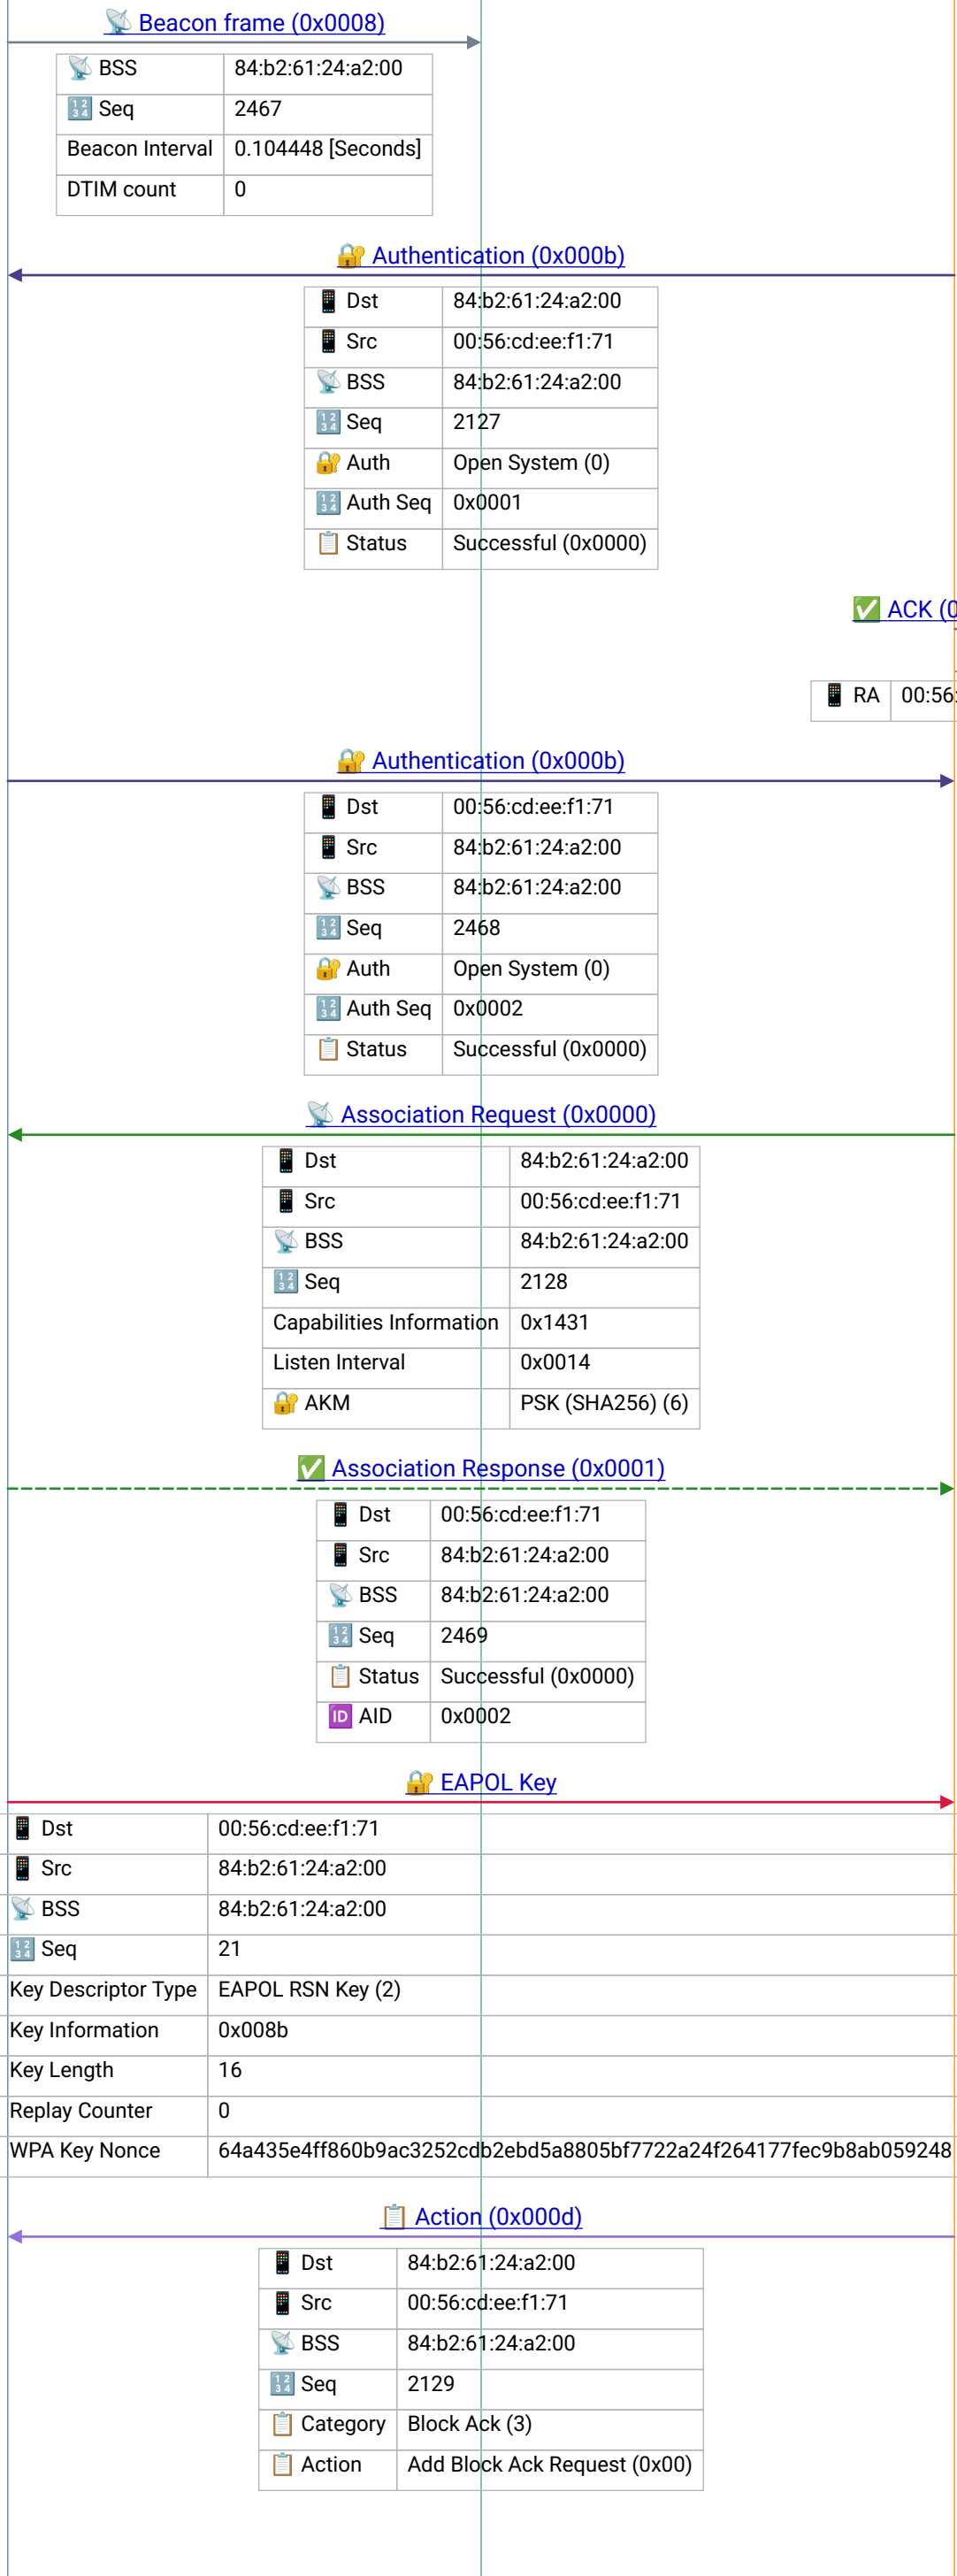 📡 Beacon frame (0x0008)
📡 BSS 84:b2:61:24:a2:00
🔢 Seq 2467
Beacon Interval 0.104448 [Seconds]
DTIM count 0
🔐 Authentication (0x000b)
📱 Dst 84:b2:61:24:a2:00
📱 Src 00:56:cd:ee:f1:71
📡 BSS 84:b2:61:24:a2:00
🔢 Seq 2127
🔐 Auth Open System (0)
🔢 Auth Seq 0x0001
📋 Status Successful (0x0000)
✅ ACK (0
📱 RA 00:56:
🔐 Authentication (0x000b)
📱 Dst 00:56:cd:ee:f1:71
📱 Src 84:b2:61:24:a2:00
📡 BSS 84:b2:61:24:a2:00
🔢 Seq 2468
🔐 Auth Open System (0)
🔢 Auth Seq 0x0002
📋 Status Successful (0x0000)
📡 Association Request (0x0000)
📱 Dst 84:b2:61:24:a2:00
📱 Src 00:56:cd:ee:f1:71
📡 BSS 84:b2:61:24:a2:00
🔢 Seq 2128
Capabilities Information 0x1431
Listen Interval 0x0014
🔐 AKM PSK (SHA256) (6)
✅ Association Response (0x0001)
📱 Dst 00:56:cd:ee:f1:71
📱 Src 84:b2:61:24:a2:00
📡 BSS 84:b2:61:24:a2:00
🔢 Seq 2469
📋 Status Successful (0x0000)
🆔 AID 0x0002
🔐 EAPOL Key
📱 Dst 00:56:cd:ee:f1:71
📱 Src 84:b2:61:24:a2:00
📡 BSS 84:b2:61:24:a2:00
🔢 Seq 21
Key Descriptor Type EAPOL RSN Key (2)
Key Information 0x008b
Key Length 16
Replay Counter 0
WPA Key Nonce 64a435e4ff860b9ac3252cdb2ebd5a8805bf7722a24f264177fec9b8ab059248
📋 Action (0x000d)
📱 Dst 84:b2:61:24:a2:00
📱 Src 00:56:cd:ee:f1:71
📡 BSS 84:b2:61:24:a2:00
🔢 Seq 2129
📋 Category Block Ack (3)
📋 Action Add Block Ack Request (0x00)